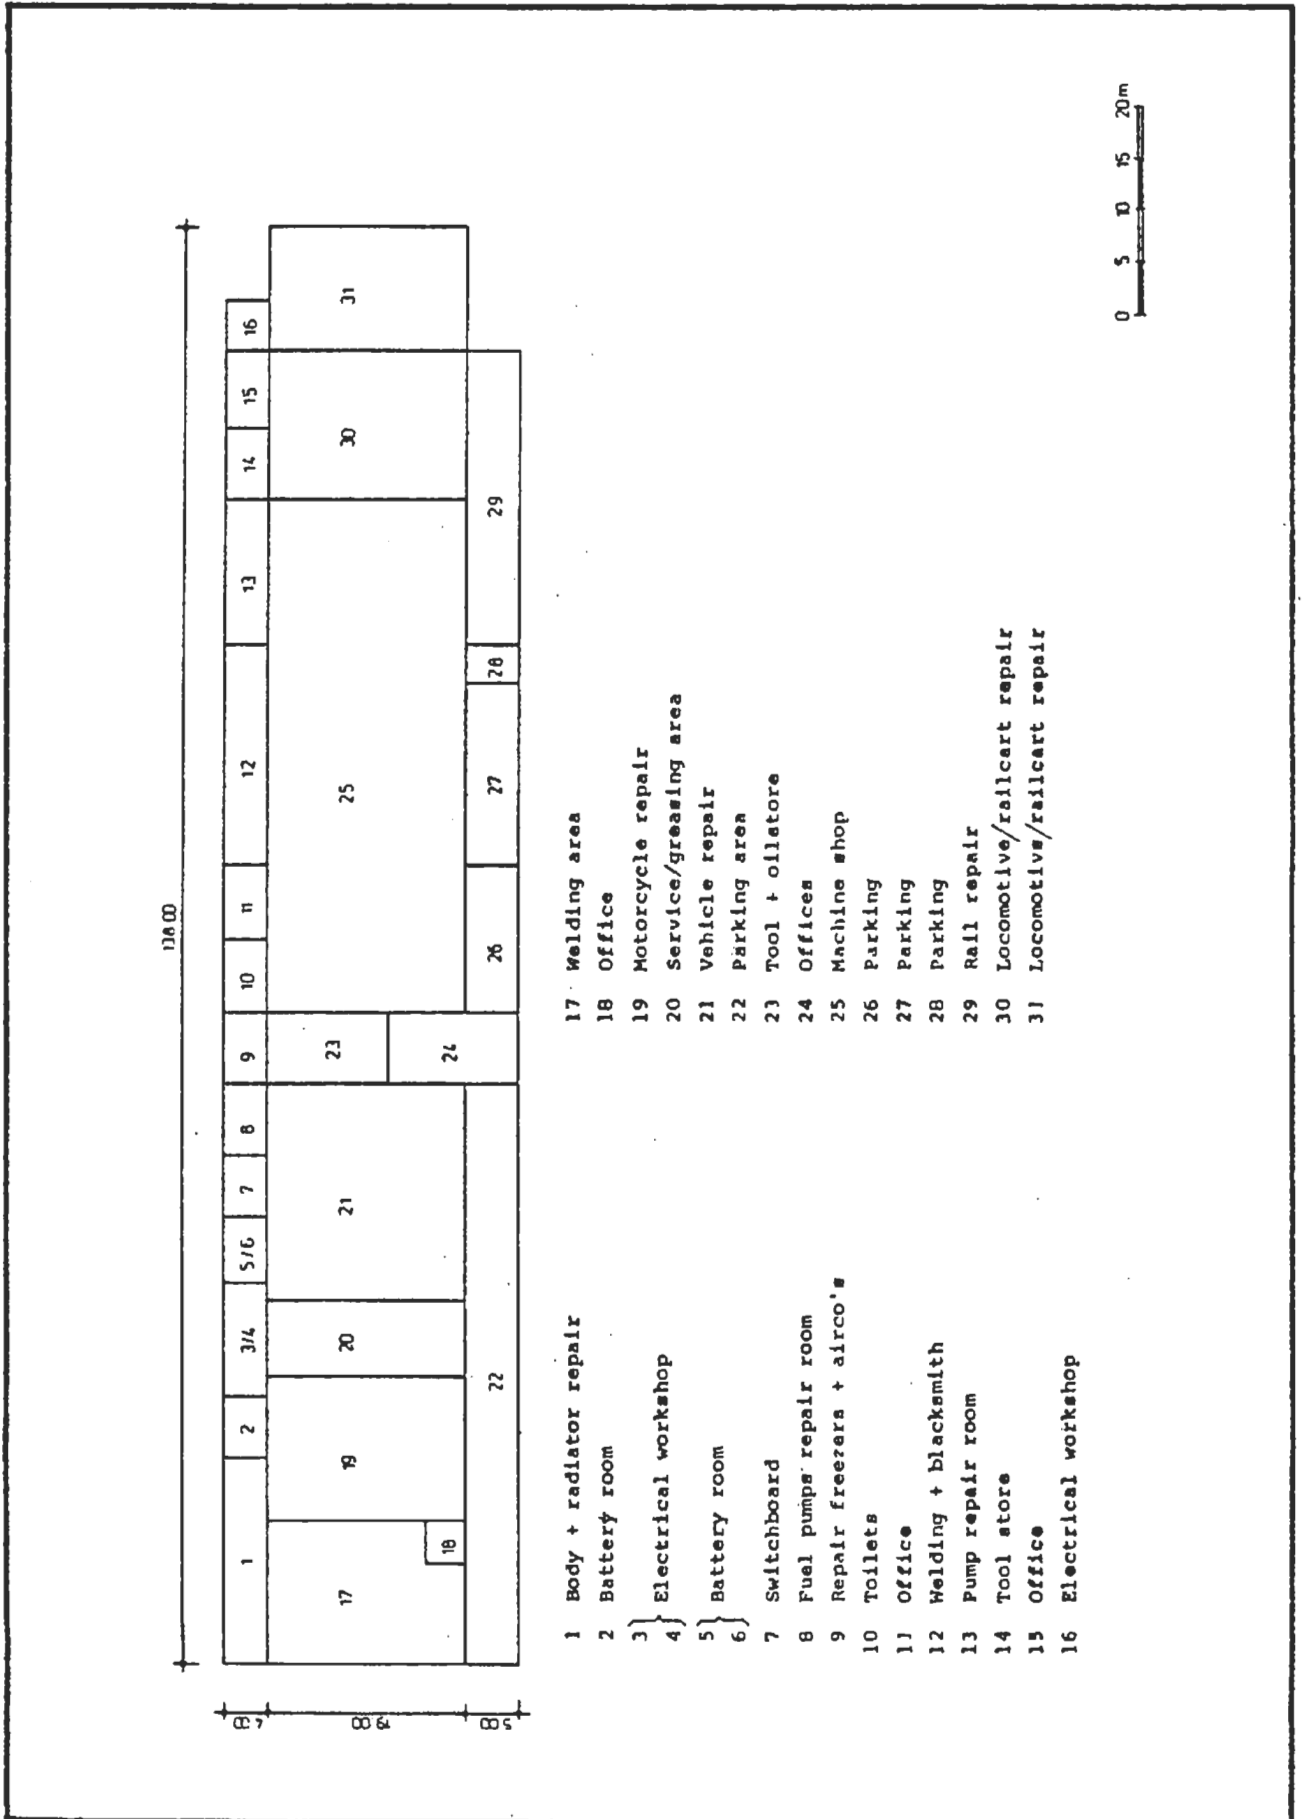 138.00
1
2
3/4
5/6
7
8
9
10
11
12
13
14
15
16
17
18
19
20
21
22
23
24
25
26
27
28
29
30
31
1 Body + radiator repair
2 Battery room
3 } Electrical workshop
4
5 } Battery room
6
7 Switchboard
8 Fuel pumps repair room
9 Repair freezers + airco's
10 Toilets
11 Office
12 Welding + blacksmith
13 Pump repair room
14 Tool store
15 Office
16 Electrical workshop
17 Welding area
18 Office
19 Motorcycle repair
20 Service/greasing area
21 Vehicle repair
22 Parking area
23 Tool + oilstore
24 Offices
25 Machine shop
26 Parking
27 Parking
28 Parking
29 Rail repair
30 Locomotive/railcart repair
31 Locomotive/railcart repair
0 5 10 15 20m